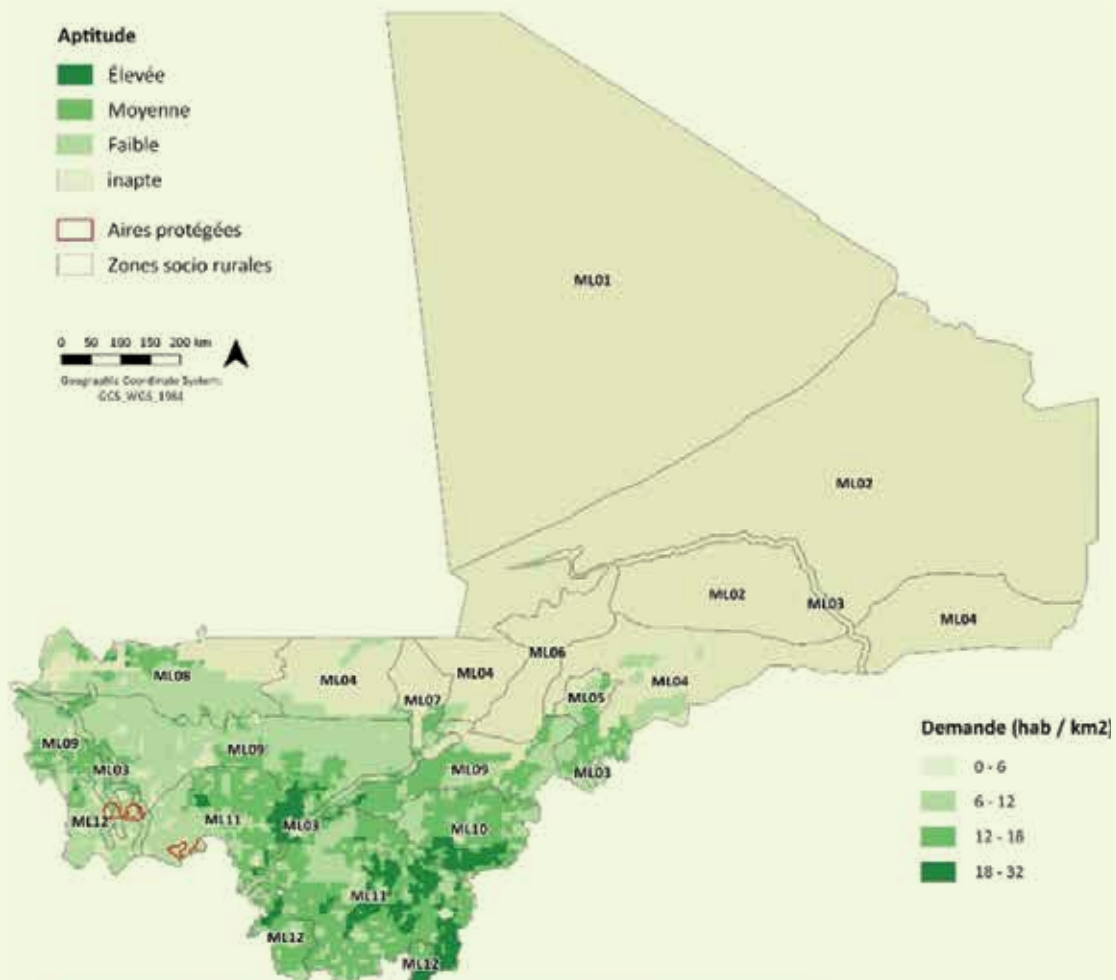 Aptitude
Élevée
Moyenne
Faible
inapte
Aires protégées
Zones socio rurales
0 50 100 150 200 km
Geographic Coordinate System:
GCS_WGS_1984
ML01
ML02
ML02
ML03
ML04
ML06
ML08
ML04
ML04
ML07
ML05
ML04
ML09
ML09
ML03
ML09
ML03
ML12
ML11
ML03
ML10
ML11
ML12
ML12
Demande (hab / km2)
0 - 6
6 - 12
12 - 18
18 - 32